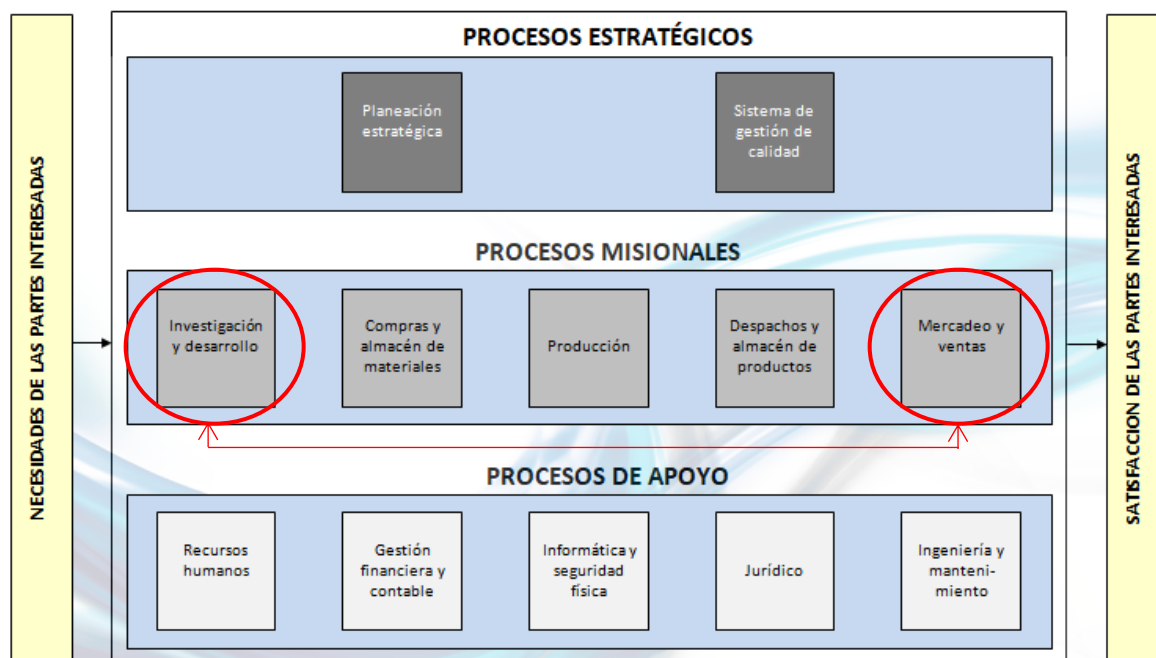 NECESIDADES DE LAS PARTES INTERESADAS
PROCESOS ESTRATÉGICOS
Planeación
estratégica
Sistema de
gestión de
calidad
PROCESOS MISIONALES
Investigación
y desarrollo
Compras y
almacén de
materiales
Producción
Despachos y
almacén de
productos
Mercadeo y
ventas
PROCESOS DE APOYO
Recursos
humanos
Gestión
financiera y
contable
Informática y
seguridad
física
Jurídico
Ingeniería y
manteni-
miento
SATISFACCION DE LAS PARTES INTERESADAS